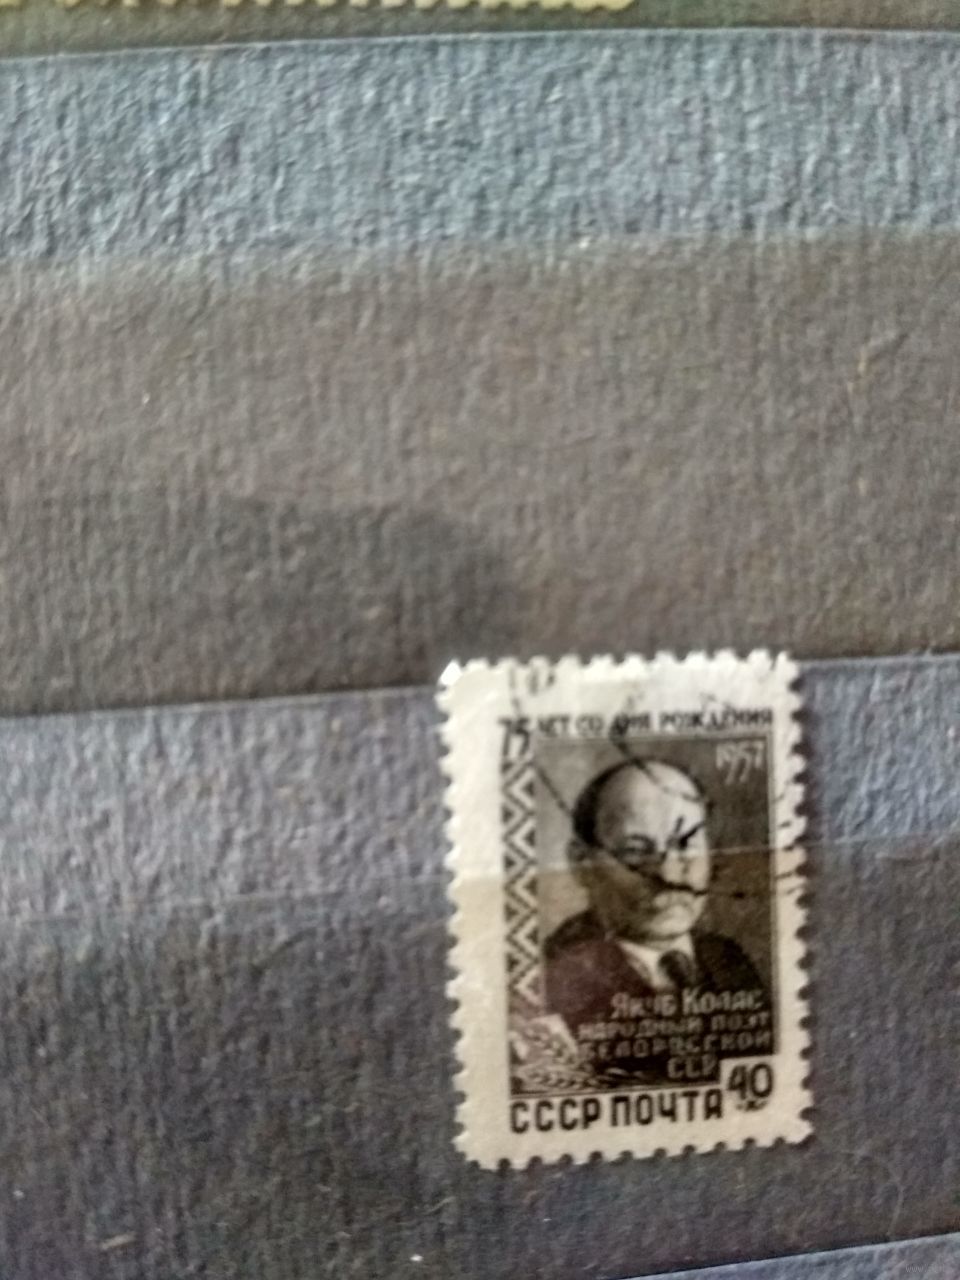 75 ЛЕТ СО ДНЯ РОЖДЕНИЯ
1957
ЯКУБ КОЛАС
НАРОДНЫЙ ПОЭТ
БЕЛОРУССКОЙ
ССР
40
к
СССР ПОЧТА